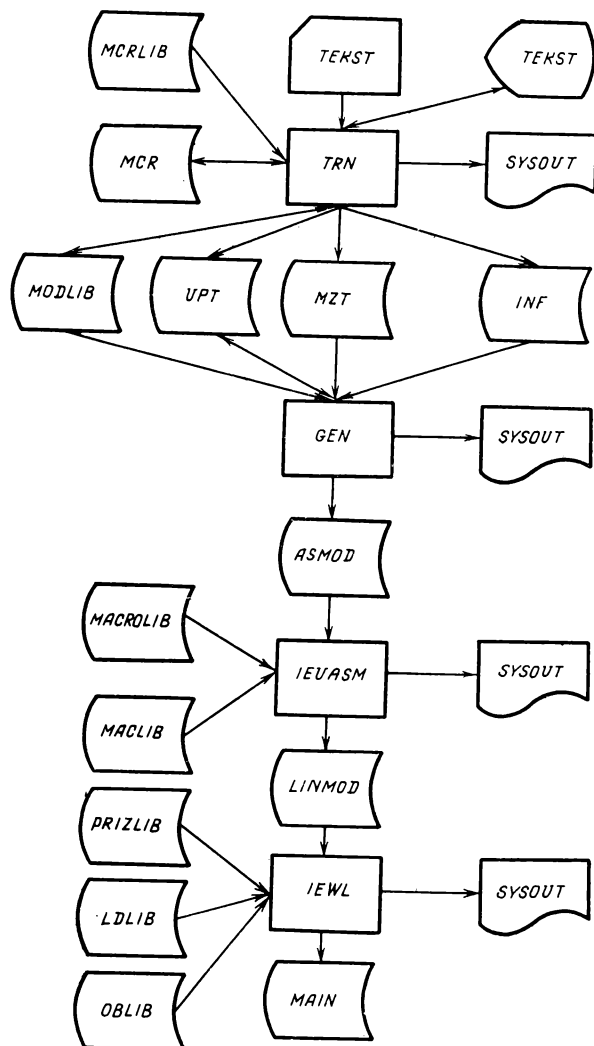 MCRLIB
TEKST
TEKST
MCR
TRN
SYSOUT
MODLIB
UPT
MZT
INF
GEN
SYSOUT
ASMOD
MACROLIB
IEUASM
SYSOUT
MACLIB
LINMOD
PRIZLIB
IEWL
SYSOUT
LDLIB
OBLIB
MAIN